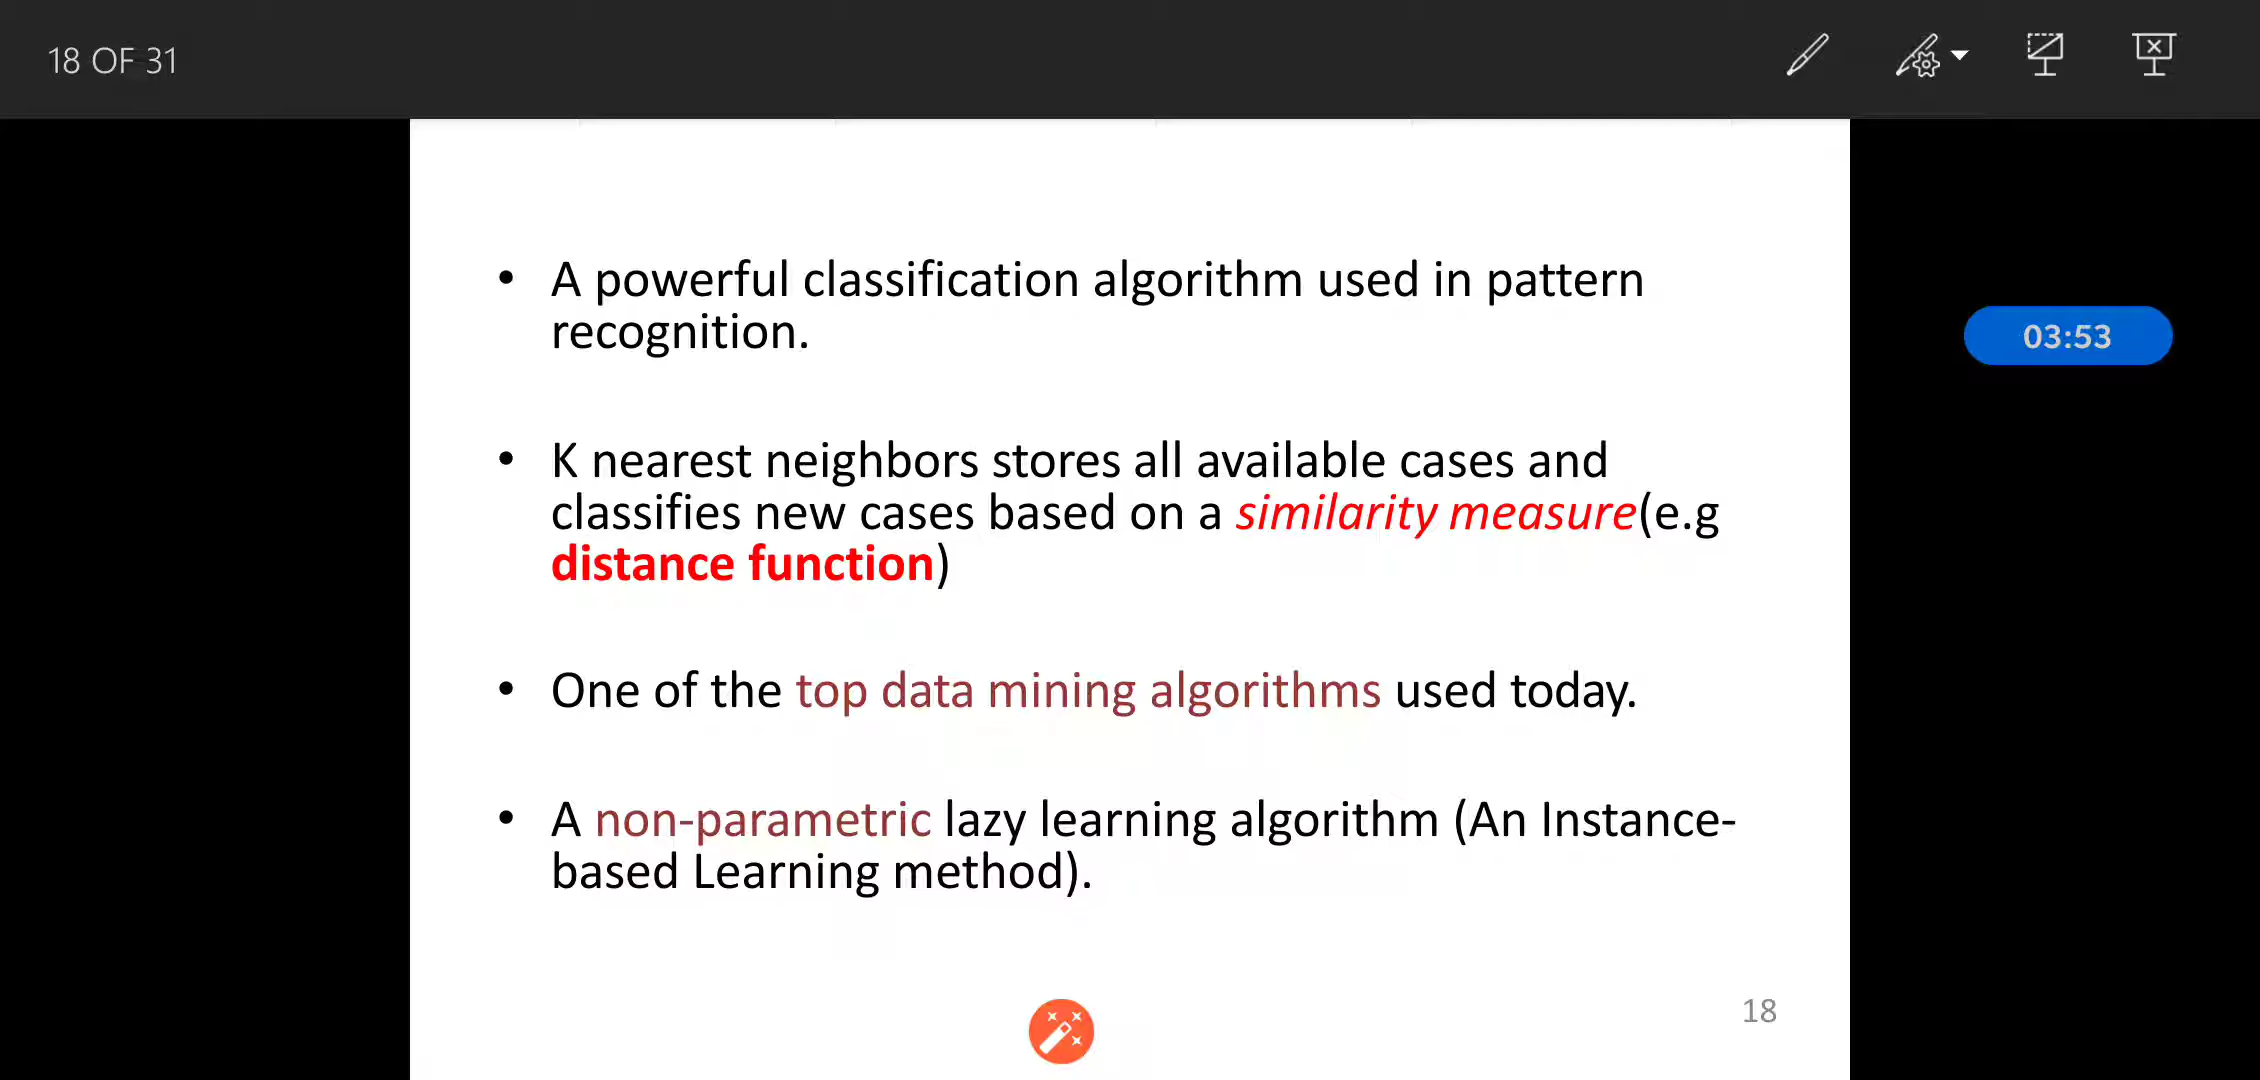 18 OF 31
• A powerful classification algorithm used in pattern
recognition.
03:53
• K nearest neighbors stores all available cases and
classifies new cases based on a similarity measure(e.g
distance function)
• One of the top data mining algorithms used today.
• A non-parametric lazy learning algorithm (An Instance-
based Learning method).
18